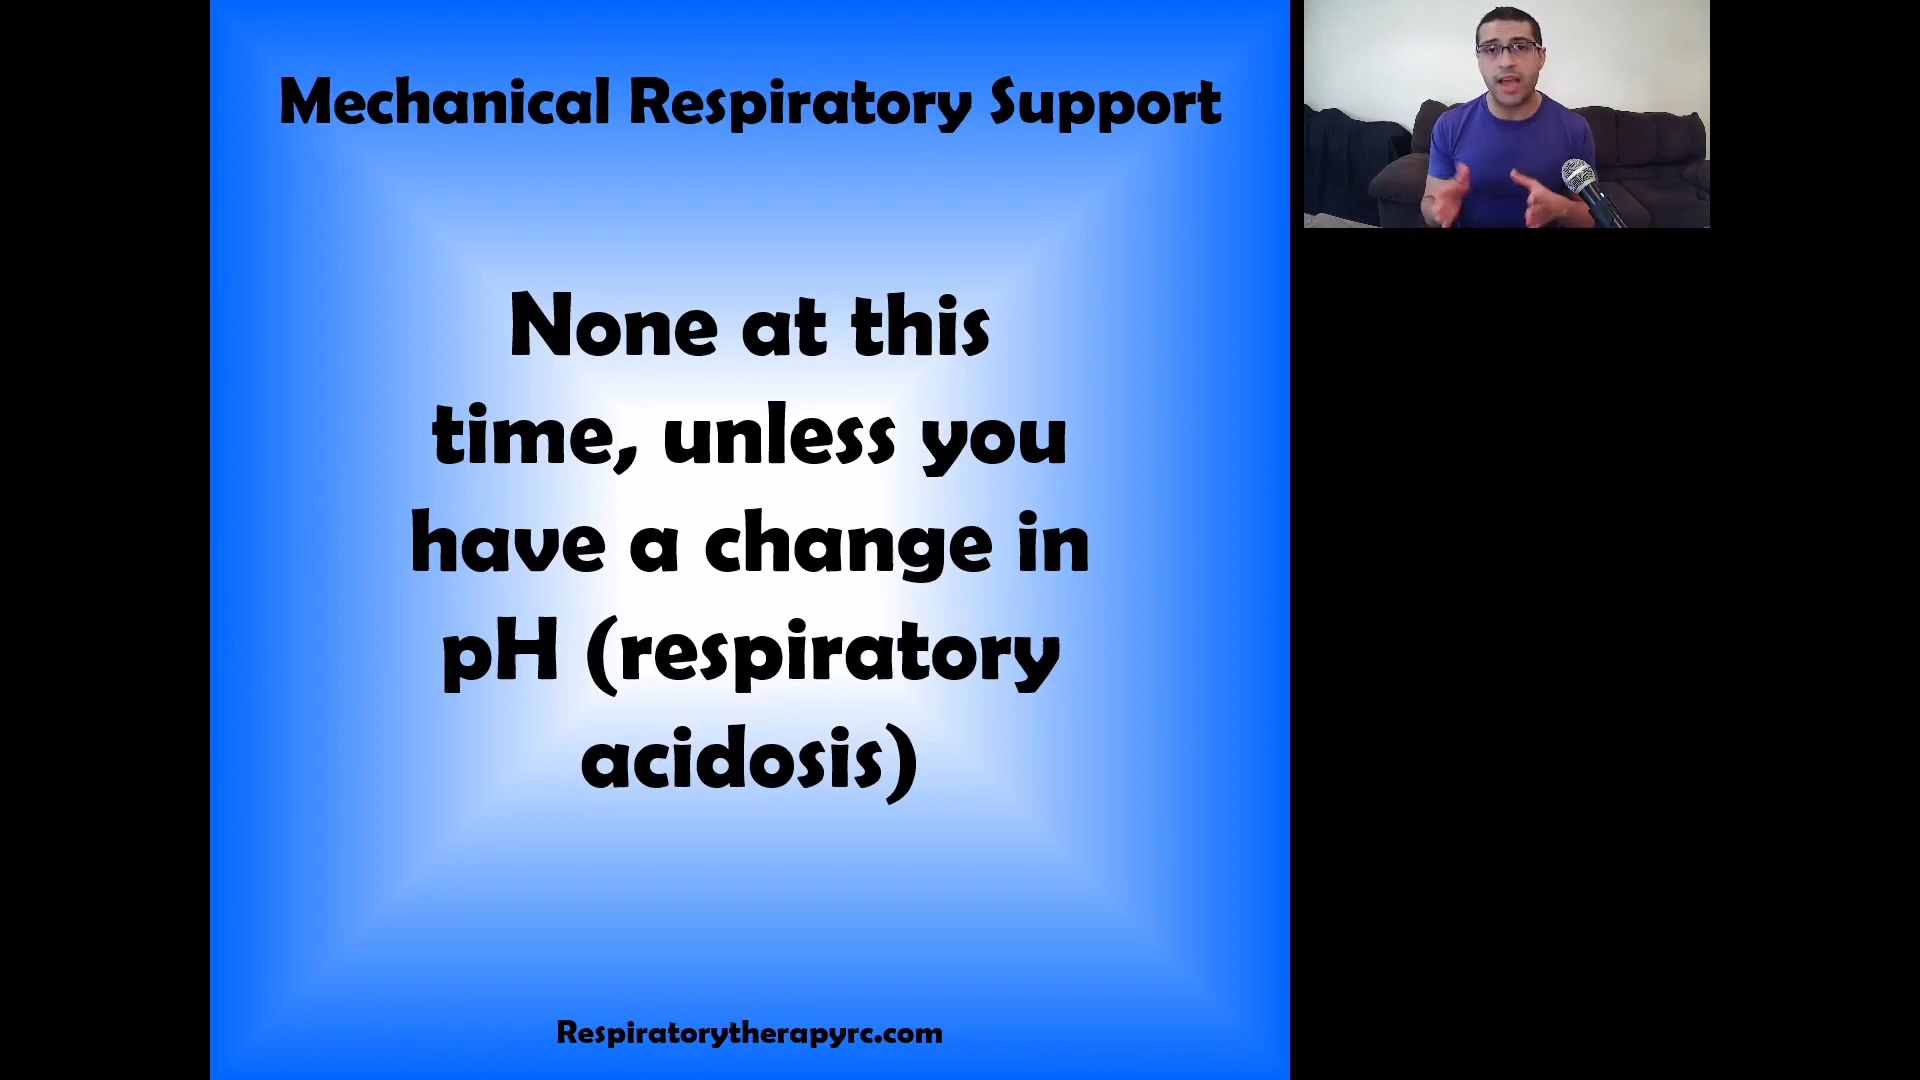 Mechanical Respiratory Support
None at this
time, unless you
have a change in
pH (respiratory
acidosis)
Respiratorytherapyrc.com